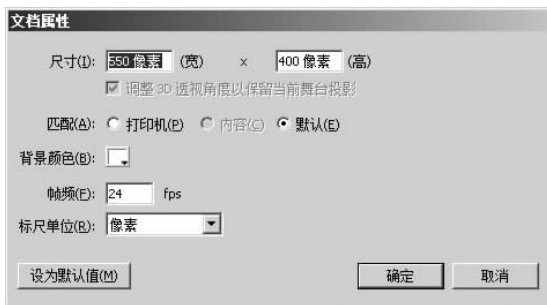 文档属性
尺寸(I): 550 像素 (宽) x 400 像素 (高)
调整 3D 透视角度以保留当前舞台投影
匹配(A): 打印机(P) 内容(C) 默认(E)
背景颜色(B):
帧频(F): 24 fps
标尺单位(R): 像素
设为默认值(M) 确定 取消